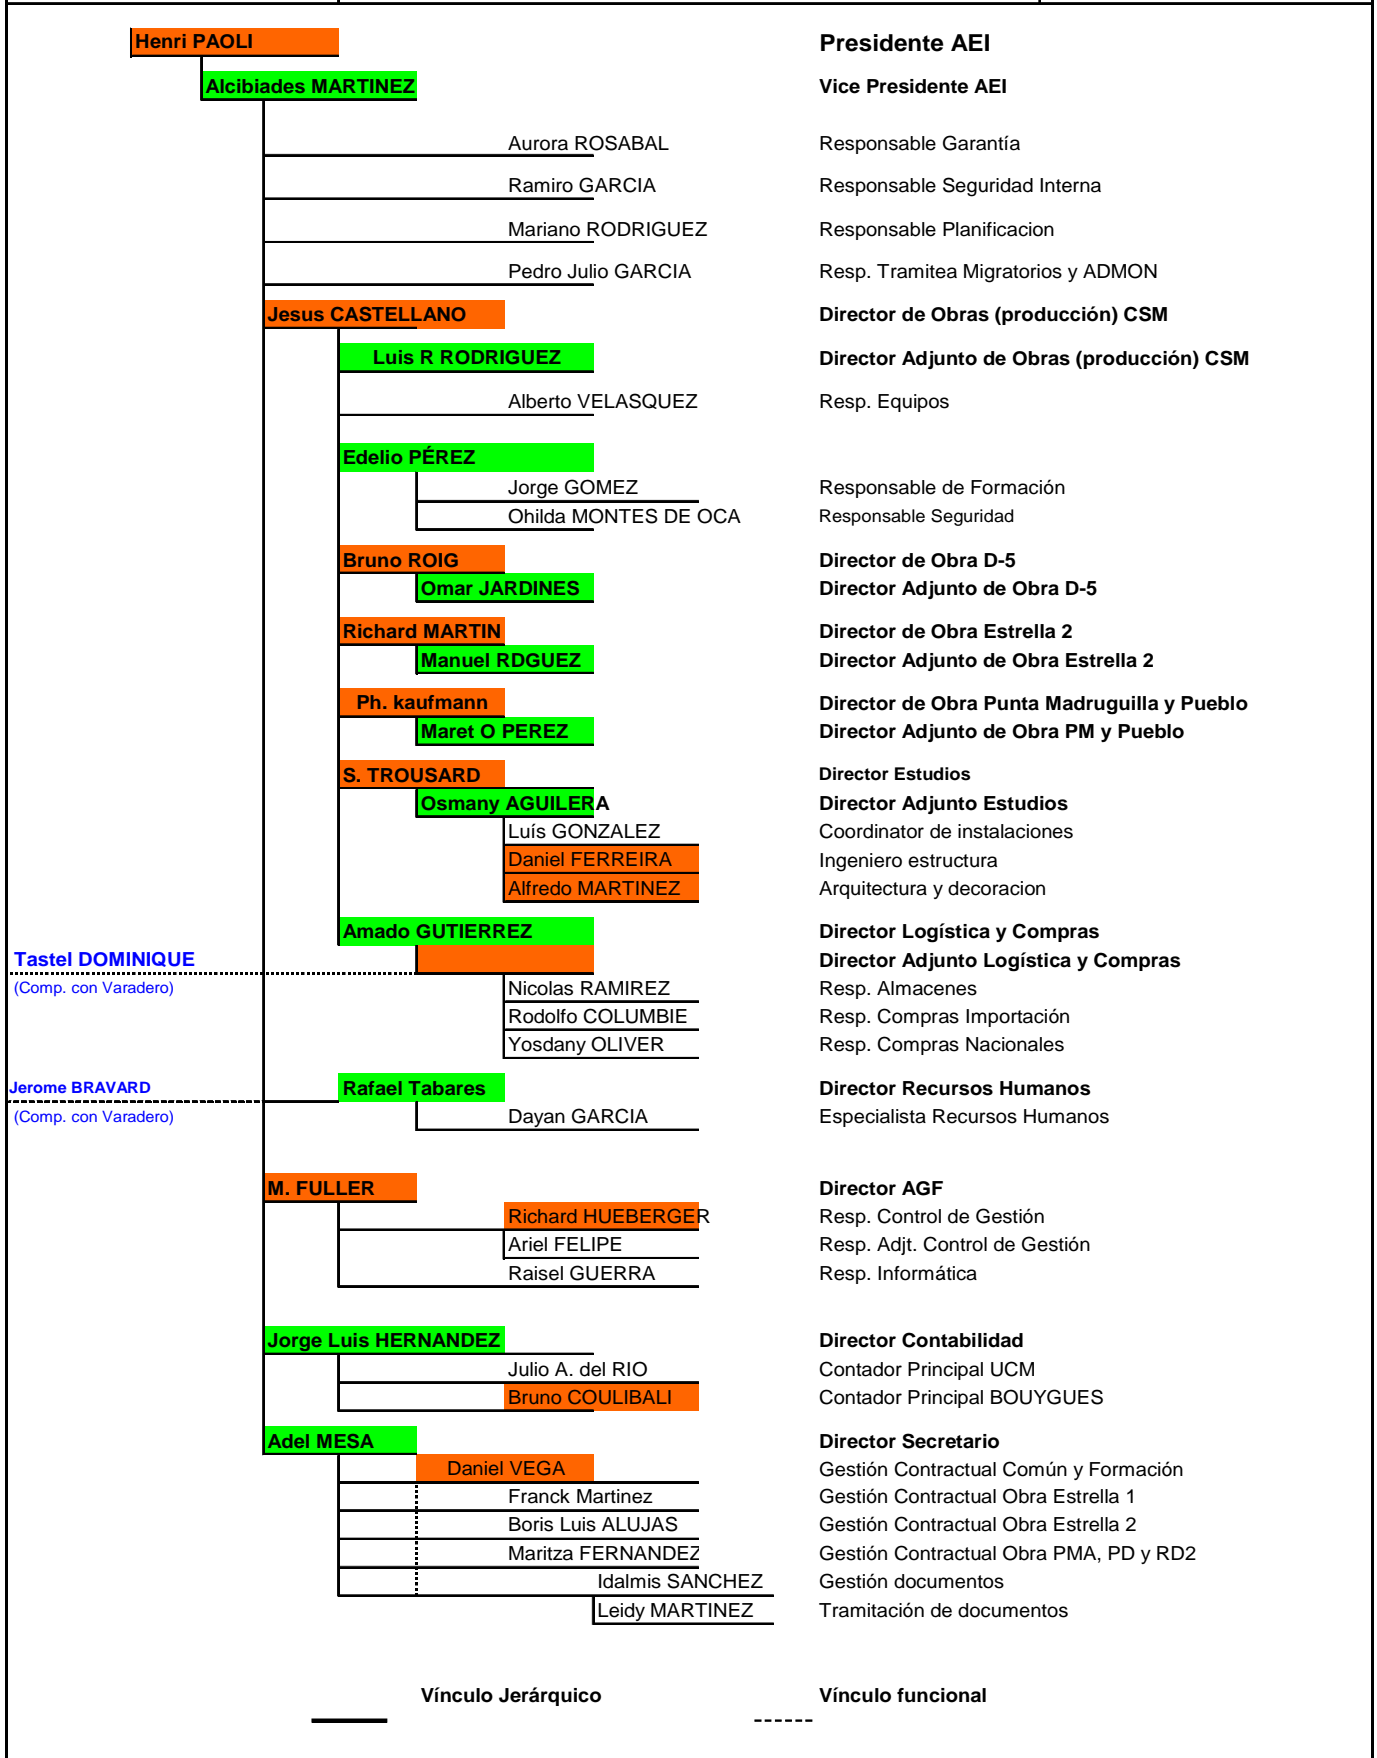 Henri PAOLI Presidente AEI
Alcibiades MARTINEZ Vice Presidente AEI
Aurora ROSABAL Responsable Garantía
Ramiro GARCIA Responsable Seguridad Interna
Mariano RODRIGUEZ Responsable Planificacion
Pedro Julio GARCIA Resp. Tramitea Migratorios y ADMON
Jesus CASTELLANO Director de Obras (producción) CSM
Luis R RODRIGUEZ Director Adjunto de Obras (producción) CSM
Alberto VELASQUEZ Resp. Equipos
Edelio PÉREZ
Jorge GOMEZ Responsable de Formación
Ohilda MONTES DE OCA Responsable Seguridad
Bruno ROIG Director de Obra D-5
Omar JARDINES Director Adjunto de Obra D-5
Richard MARTIN Director de Obra Estrella 2
Manuel RDGUEZ Director Adjunto de Obra Estrella 2
Ph. kaufmann Director de Obra Punta Madruguilla y Pueblo
Maret O PEREZ Director Adjunto de Obra PM y Pueblo
S. TROUSARD Director Estudios
Osmany AGUILERA Director Adjunto Estudios
Luís GONZALEZ Coordinator de instalaciones
Daniel FERREIRA Ingeniero estructura
Alfredo MARTINEZ Arquitectura y decoracion
Amado GUTIERREZ Director Logística y Compras
Tastel DOMINIQUE Director Adjunto Logística y Compras
(Comp. con Varadero) Nicolas RAMIREZ Resp. Almacenes
Rodolfo COLUMBIE Resp. Compras Importación
Yosdany OLIVER Resp. Compras Nacionales
Jerome BRAVARD Rafael Tabares Director Recursos Humanos
(Comp. con Varadero) Dayan GARCIA Especialista Recursos Humanos
M. FULLER Director AGF
Richard HUEBERGER Resp. Control de Gestión
Ariel FELIPE Resp. Adjt. Control de Gestión
Raisel GUERRA Resp. Informática
Jorge Luis HERNANDEZ Director Contabilidad
Julio A. del RIO Contador Principal UCM
Bruno COULIBALI Contador Principal BOUYGUES
Adel MESA Director Secretario
Daniel VEGA Gestión Contractual Común y Formación
Franck Martinez Gestión Contractual Obra Estrella 1
Boris Luis ALUJAS Gestión Contractual Obra Estrella 2
Maritza FERNANDEZ Gestión Contractual Obra PMA, PD y RD2
Idalmis SANCHEZ Gestión documentos
Leidy MARTINEZ Tramitación de documentos
Vínculo Jerárquico Vínculo funcional